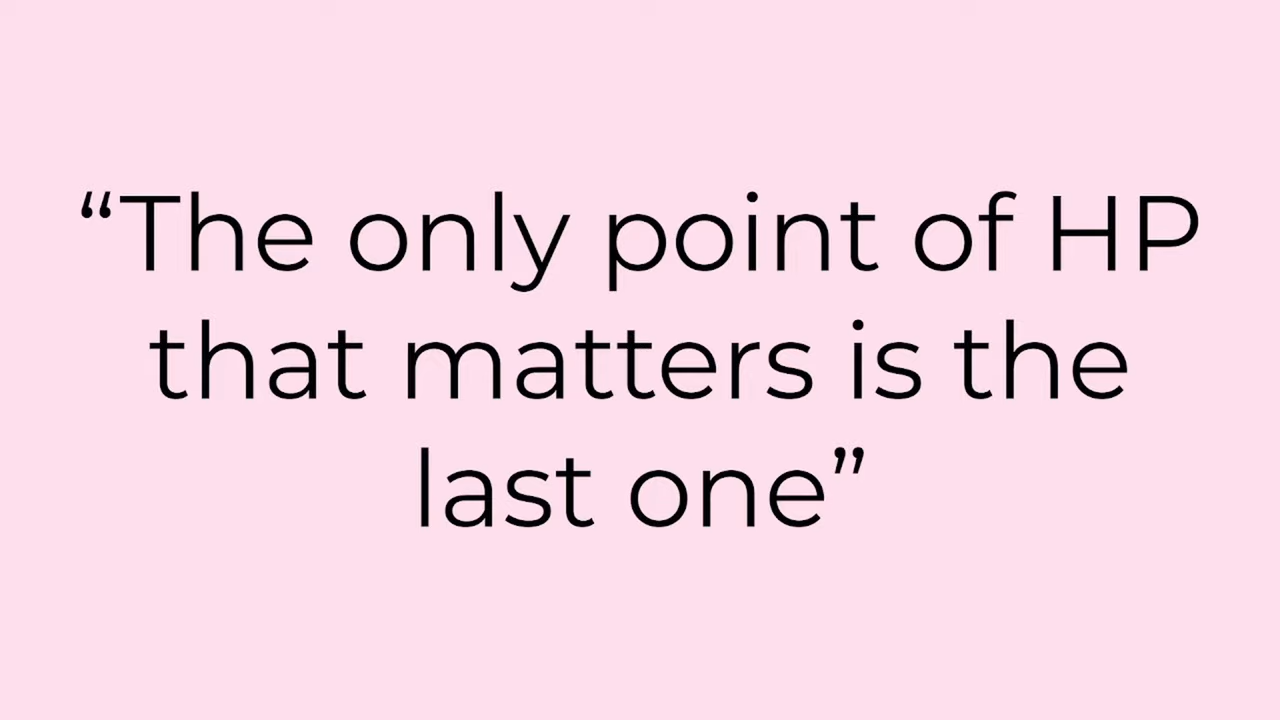 “The only point of HP
that matters is the
last one”